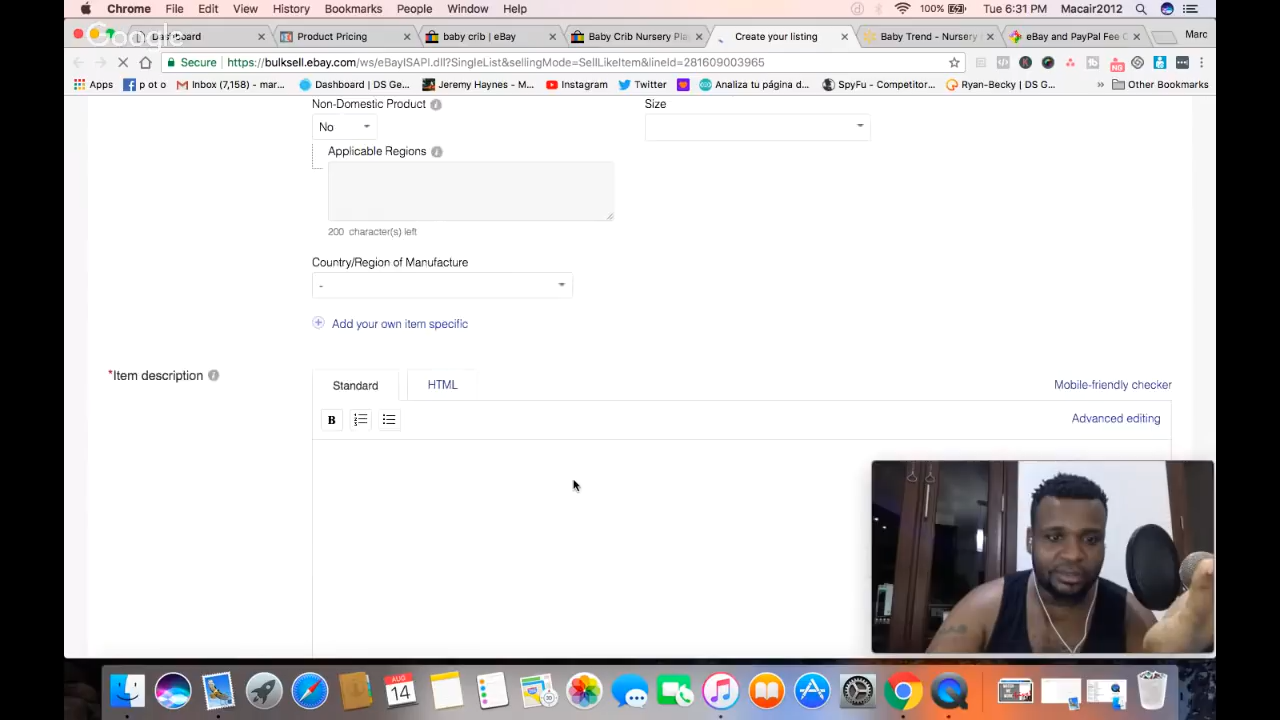 Chrome File Edit View History Bookmarks People Window Help 100% Tue 6:31 PM Macair2012
Google
Dashboard Product Pricing baby crib | eBay Baby Crib Nursery Pla Create your listing Baby Trend - Nursery eBay and PayPal Fee C Marc
Secure https://bulksell.ebay.com/ws/eBayISAPI.dll?SingleList&sellingMode=SellLikeItem&lineId=281609003965
Apps p ot o Inbox (7,158) - mar... Dashboard | DS Ge... Jeremy Haynes - M... Instagram Twitter Analiza tu página d... SpyFu - Competitor... Ryan-Becky | DS G... » Other Bookmarks
Non-Domestic Product Size
No
Applicable Regions
200 character(s) left
Country/Region of Manufacture
-
Add your own item specific
*Item description Standard HTML Mobile-friendly checker
B Advanced editing
AUG
14